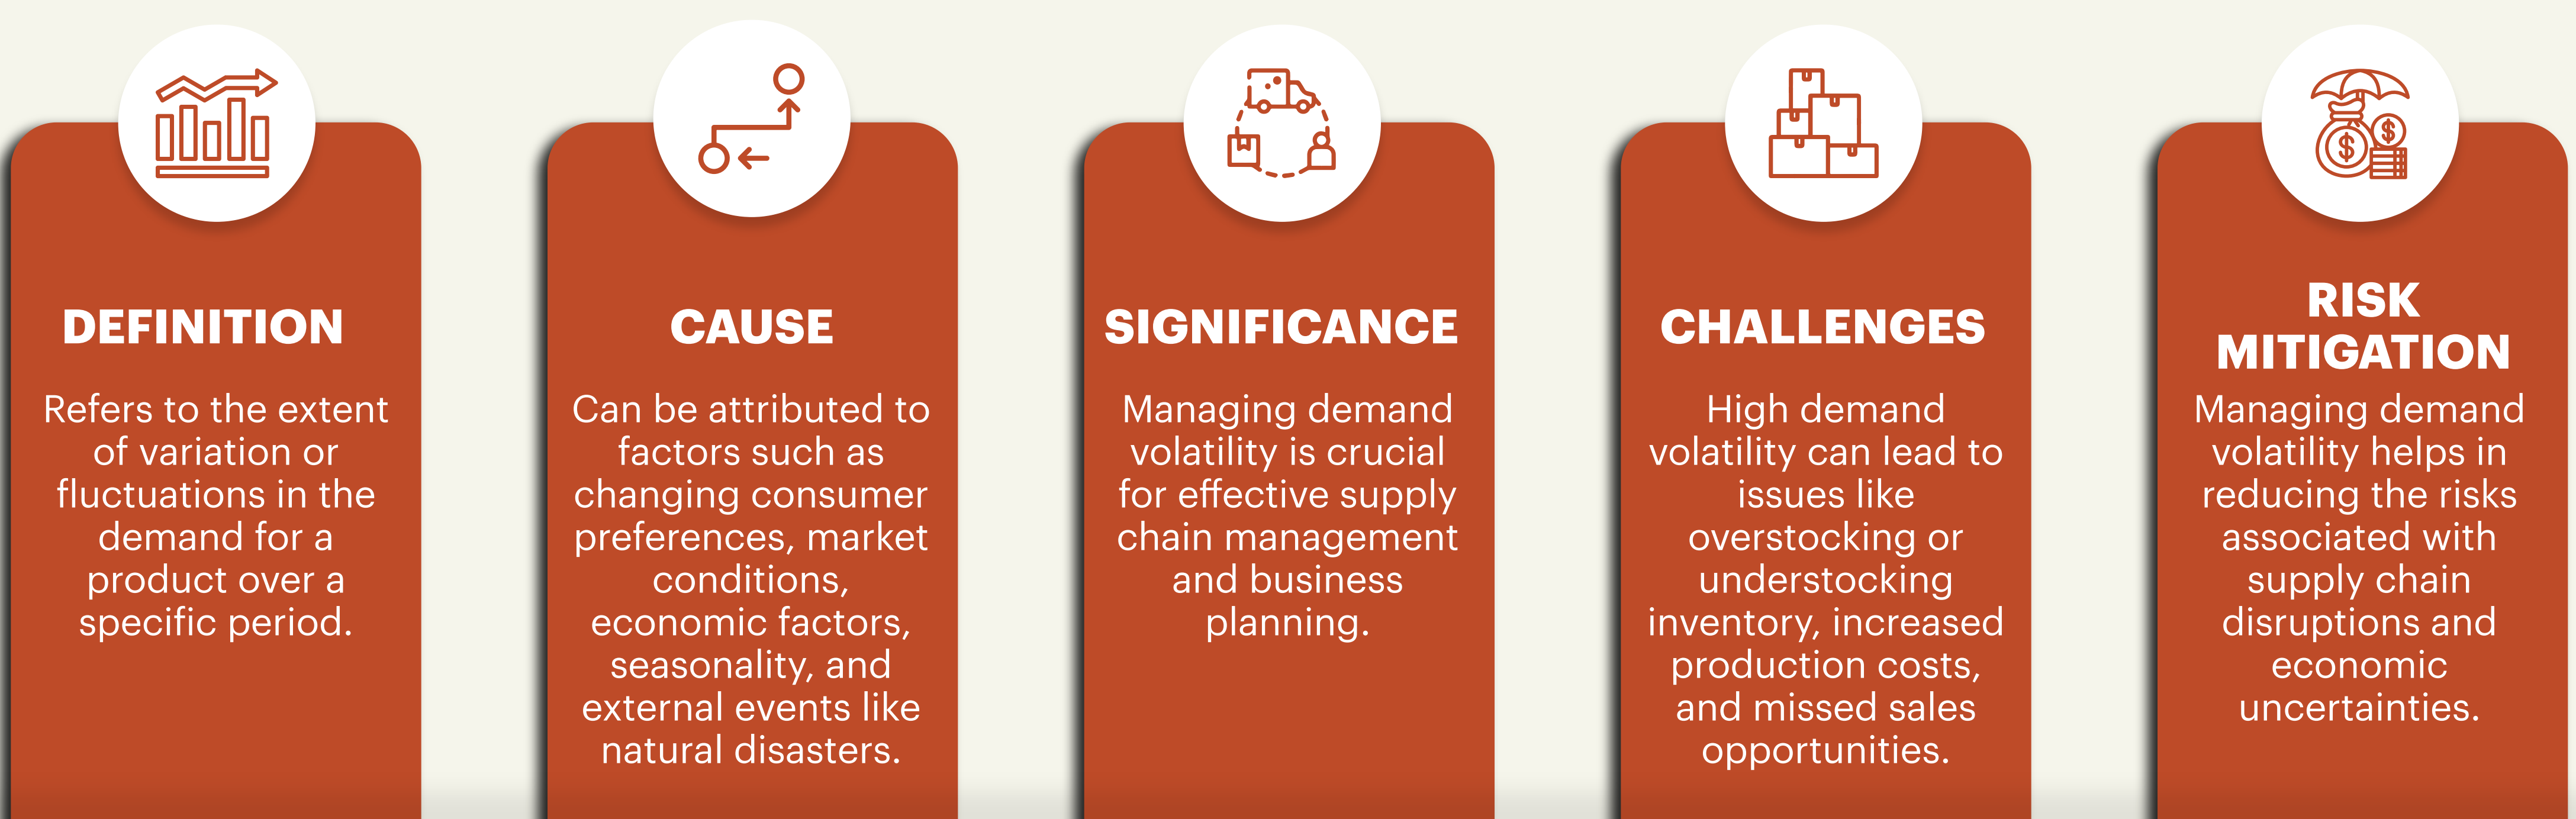 DEFINITION
Refers to the extent
of variation or
fluctuations in the
demand for a
product over a
specific period.
CAUSE
Can be attributed to
factors such as
changing consumer
preferences, market
conditions,
economic factors,
seasonality, and
external events like
natural disasters.
SIGNIFICANCE
Managing demand
volatility is crucial
for effective supply
chain management
and business
planning.
CHALLENGES
High demand
volatility can lead to
issues like
overstocking or
understocking
inventory, increased
production costs,
and missed sales
opportunities.
RISK
MITIGATION
Managing demand
volatility helps in
reducing the risks
associated with
supply chain
disruptions and
economic
uncertainties.
$
$